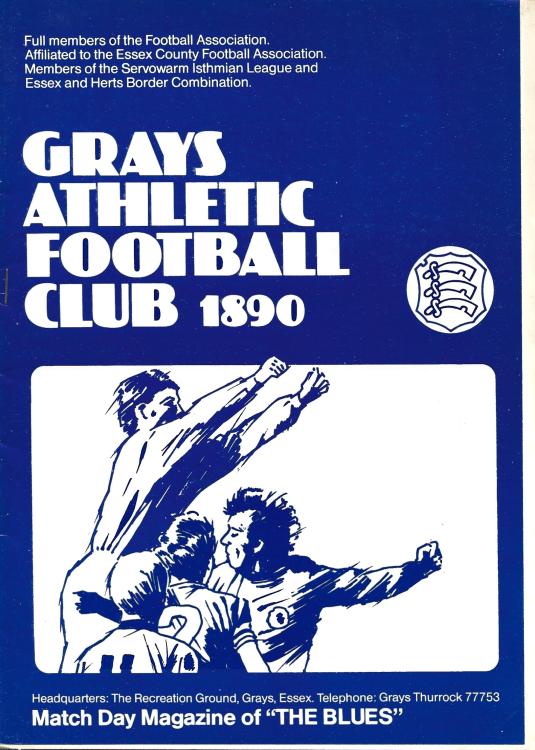 Full members of the Football Association.
Affiliated to the Essex County Football Association.
Members of the Servowarm Isthmian League and
Essex and Herts Border Combination.
GRAYS
ATHLETIC
FOOTBALL
CLUB 1890
2
11
Headquarters: The Recreation Ground, Grays, Essex. Telephone: Grays Thurrock 77753
Match Day Magazine of “THE BLUES”